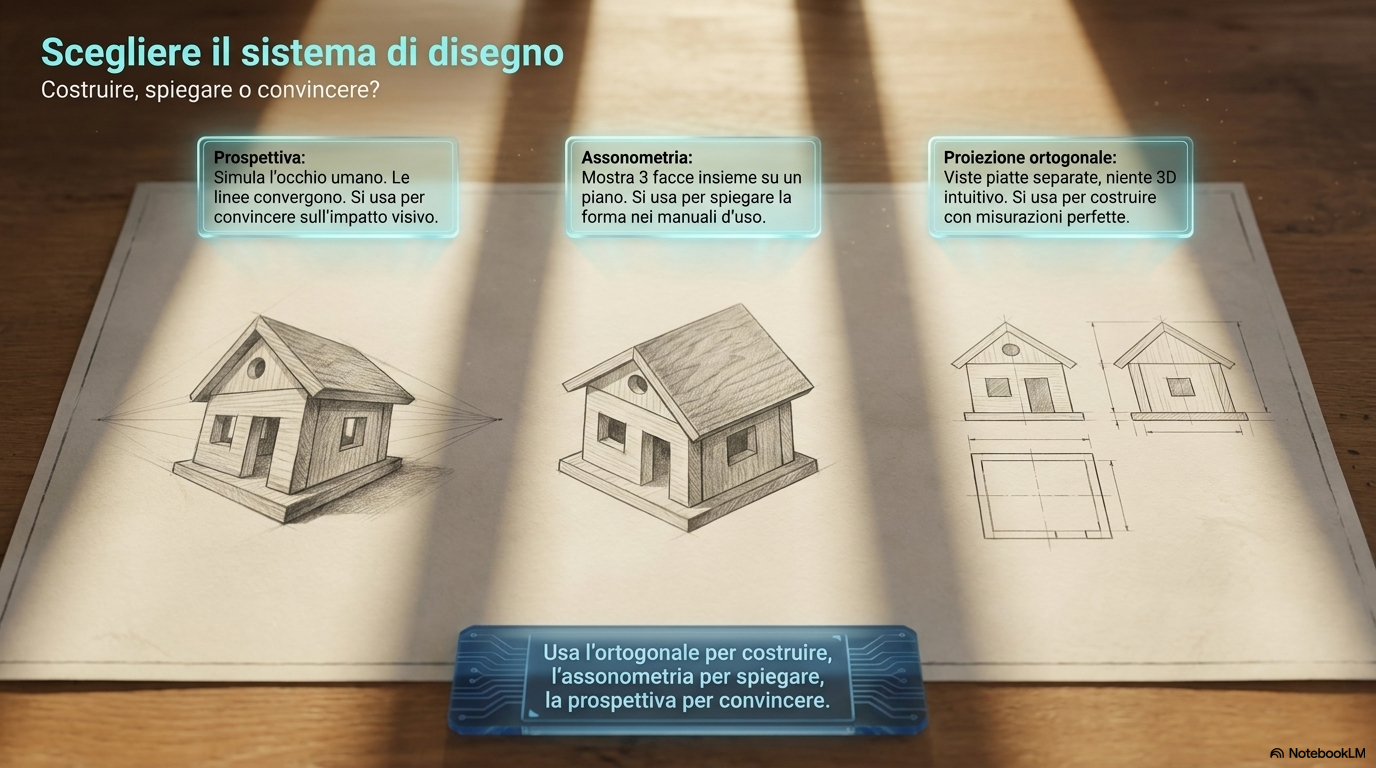 Scegliere il sistema di disegno
Costruire, spiegare o convincere?
Prospettiva:
Simula l'occhio umano. Le
linee convergono. Si usa per
convincere sull'impatto visivo.
Assonometria:
Mostra 3 facce insieme su un
piano. Si usa per spiegare la
forma nei manuali d'uso.
Proiezione ortogonale:
Viste piatte separate, niente 3D
intuitivo. Si usa per costruire
con misurazioni perfette.
Usa l'ortogonale per costruire,
l'assonometria per spiegare,
la prospettiva per convincere.
NotebookLM